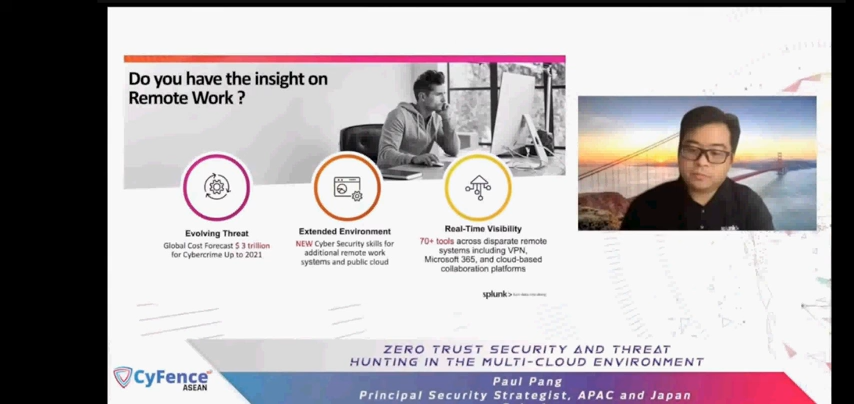 Do you have the insight on
Remote Work ?
Evolving Threat
Global Cost Forecast $ 3 trillion
for Cybercrime Up to 2021
Extended Environment
NEW Cyber Security skills for
additional remote work
systems and public cloud
Real-Time Visibility
70+ tools across disparate remote
systems including VPN,
Microsoft 365, and cloud-based
collaboration platforms
splunk>
ZERO TRUST SECURITY AND THREAT
HUNTING IN THE MULTI-CLOUD ENVIRONMENT
CyFence
ASEAN
Paul Pang
Principal Security Strategist, APAC and Japan